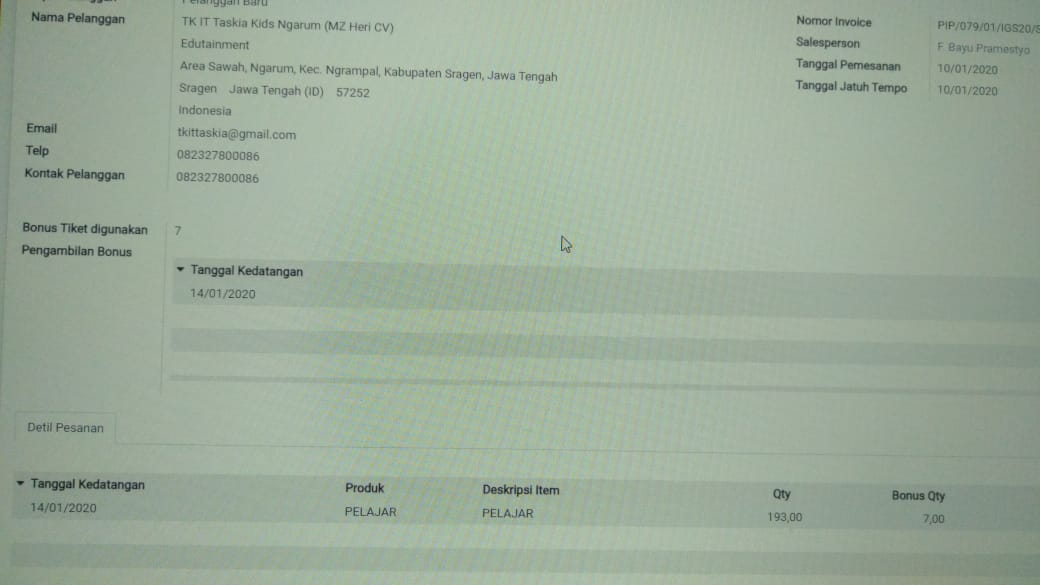 Pelanggan Baru
Nama Pelanggan
TK IT Taskia Kids Ngarum (MZ Heri CV)
Edutainment
Area Sawah, Ngarum, Kec. Ngrampal, Kabupaten Sragen, Jawa Tengah
Sragen Jawa Tengah (ID) 57252
Indonesia
Email tkittaskia@gmail.com
Telp 082327800086
Kontak Pelanggan 082327800086
Nomor Invoice PIP/079/01/IGS20/S
Salesperson F. Bayu Pramestyo
Tanggal Pemesanan 10/01/2020
Tanggal Jatuh Tempo 10/01/2020
Bonus Tiket digunakan 7
Pengambilan Bonus
Tanggal Kedatangan
14/01/2020
Detil Pesanan
Tanggal Kedatangan Produk Deskripsi Item Qty Bonus Qty
14/01/2020 PELAJAR PELAJAR 193,00 7,00